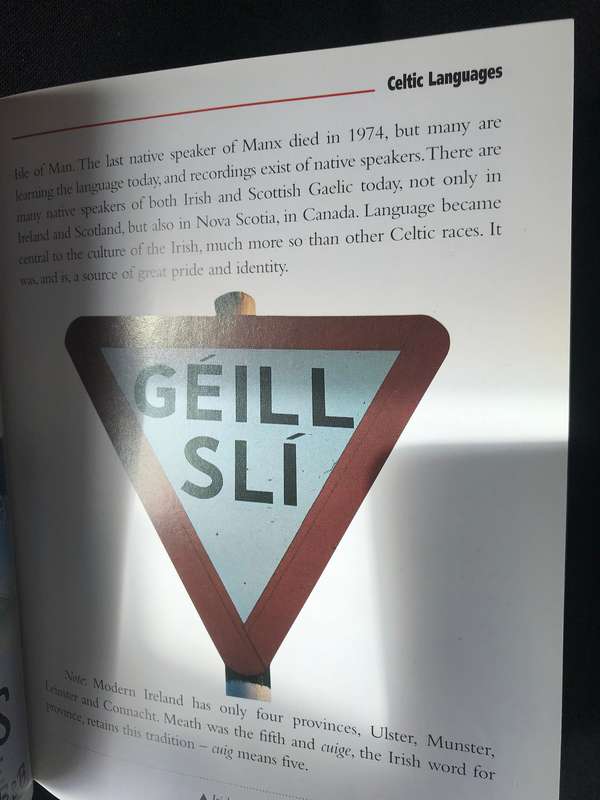 Celtic Languages
Isle of Man. The last native speaker of Manx died in 1974, but many are
learning the language today, and recordings exist of native speakers. There are
many native speakers of both Irish and Scottish Gaelic today, not only in
Ireland and Scotland, but also in Nova Scotia, in Canada. Language became
central to the culture of the Irish, much more so than other Celtic races. It
was, and is, a source of great pride and identity.
GÉILL
SLÍ
Note: Modern Ireland has only four provinces, Ulster, Munster,
Leinster and Connacht. Meath was the fifth and cuige, the Irish word for
province, retains this tradition – cuig means five.